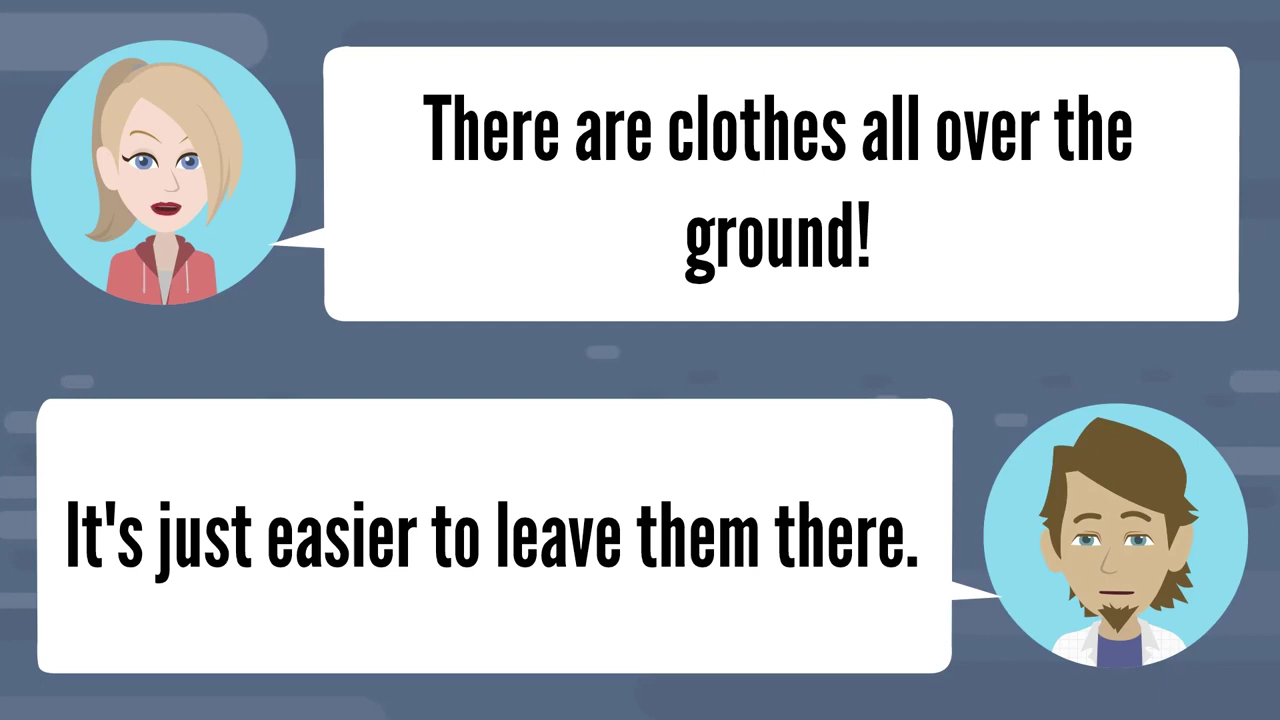 There are clothes all over the
ground!
It's just easier to leave them there.